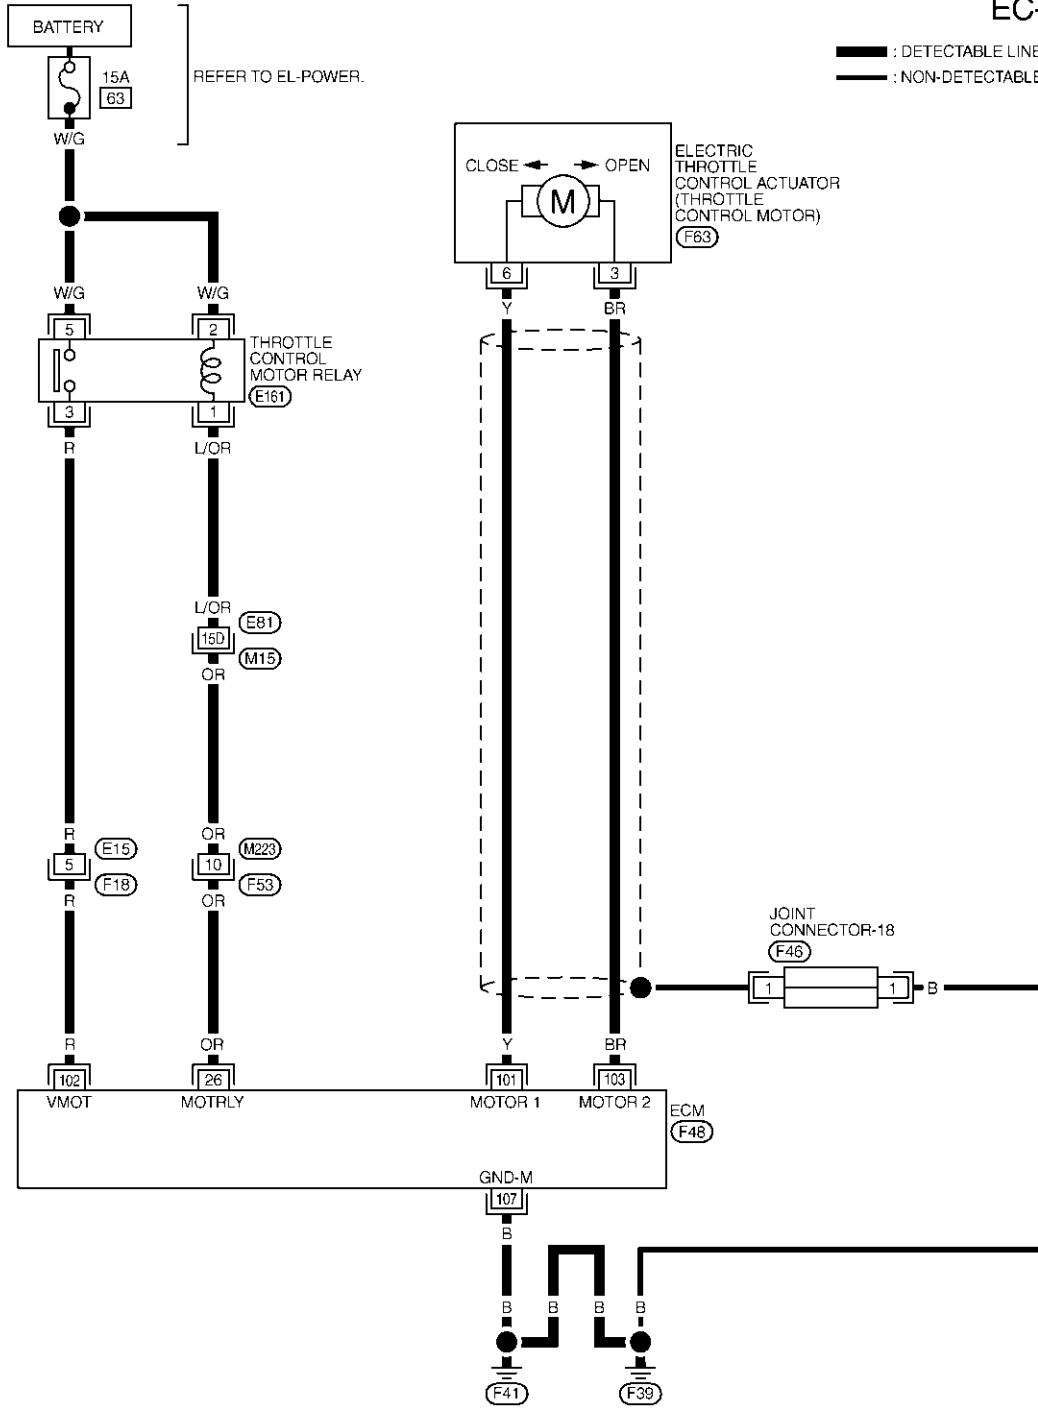 EC-
BATTERY
: DETECTABLE LINE
: NON-DETECTABLE
15A
63
REFER TO EL-POWER.
W/G
CLOSE
OPEN
M
ELECTRIC
THROTTLE
CONTROL ACTUATOR
(THROTTLE
CONTROL MOTOR)
F63
6
3
Y
BR
W/G
W/G
5
2
THROTTLE
CONTROL
MOTOR RELAY
E161
3
1
R
L/OR
L/OR
E81
15D
M15
OR
R
OR
E15
M223
5
10
F18
F53
R
OR
JOINT
CONNECTOR-18
F46
1
1
B
R
OR
Y
BR
102
26
101
103
VMOT
MOTRLY
MOTOR 1
MOTOR 2
ECM
F48
GND-M
107
B
B
B
B
B
F41
F39